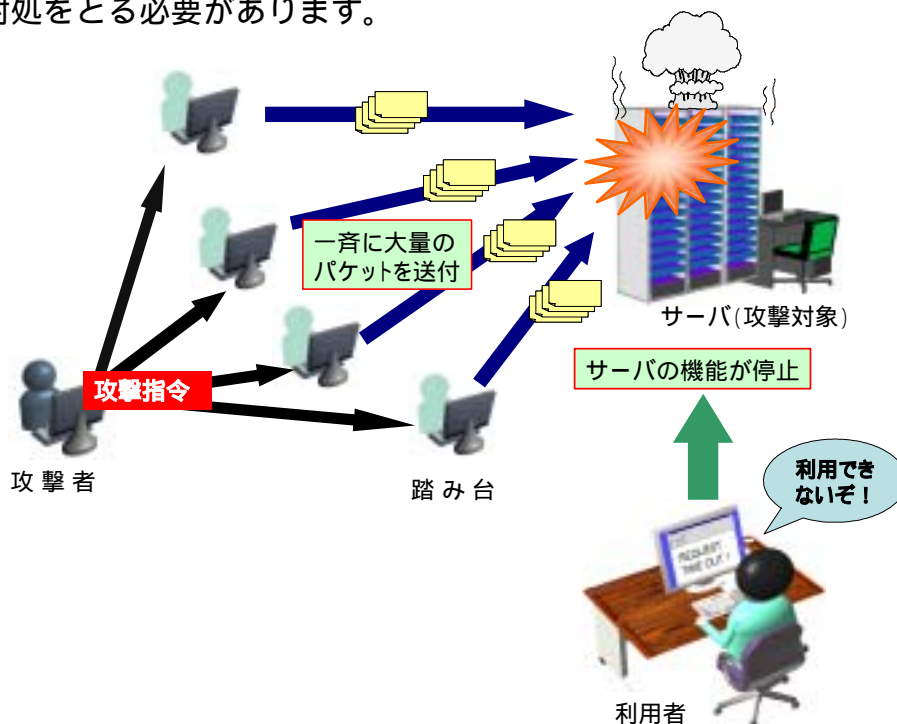 対処をとる必要があります。
一斉に大量の
パケットを送付
サーバ(攻撃対象)
サーバの機能が停止
攻撃指令
攻 撃 者
踏 み 台
利用でき
ないぞ！
REQUEST
TIME OUT !
利用者